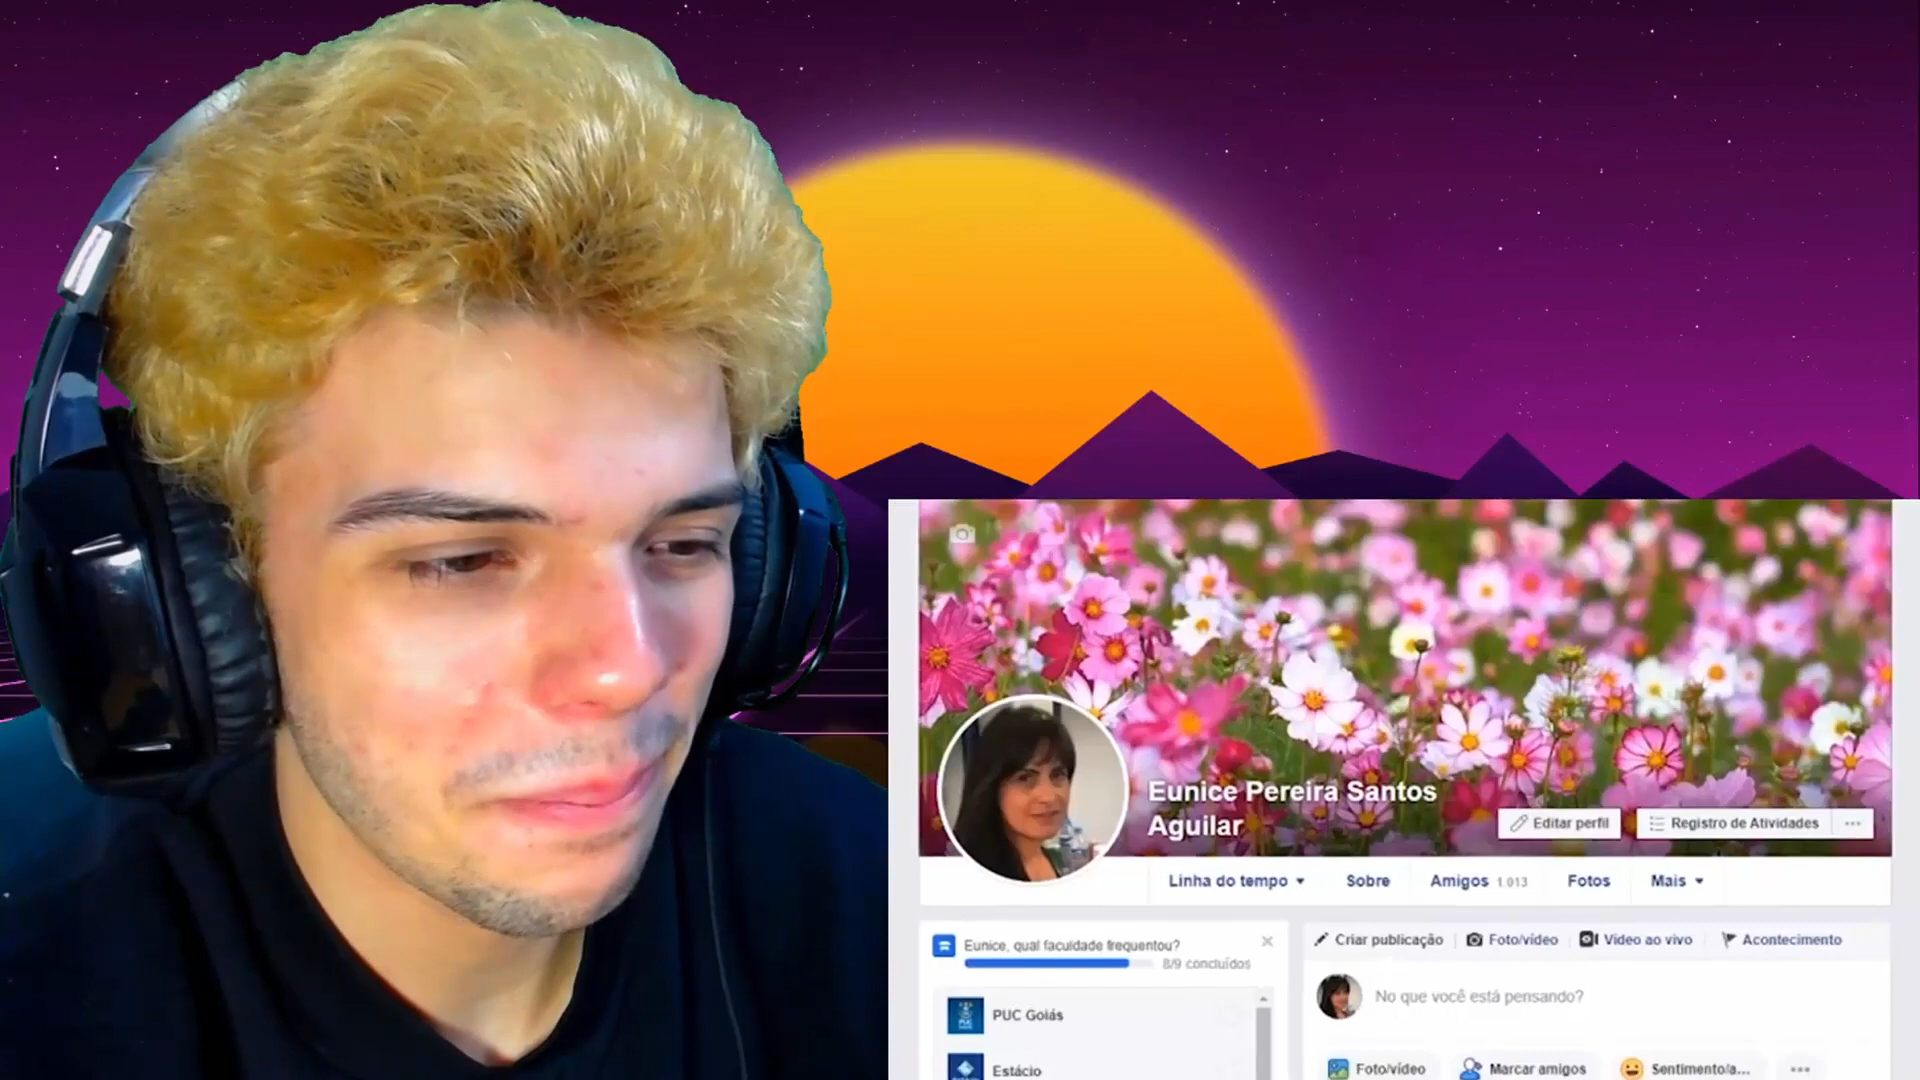 Eunice Pereira Santos
Aguilar
Editar perfil
Registro de Atividades
Linha do tempo
Sobre
Amigos 1.013
Fotos
Mais
Eunice, qual faculdade frequentou?
8/9 concluídos
PUC Goiás
Estácio
Criar publicação
Foto/vídeo
Vídeo ao vivo
Acontecimento
No que você está pensando?
Foto/vídeo
Marcar amigos
Sentimento/a...